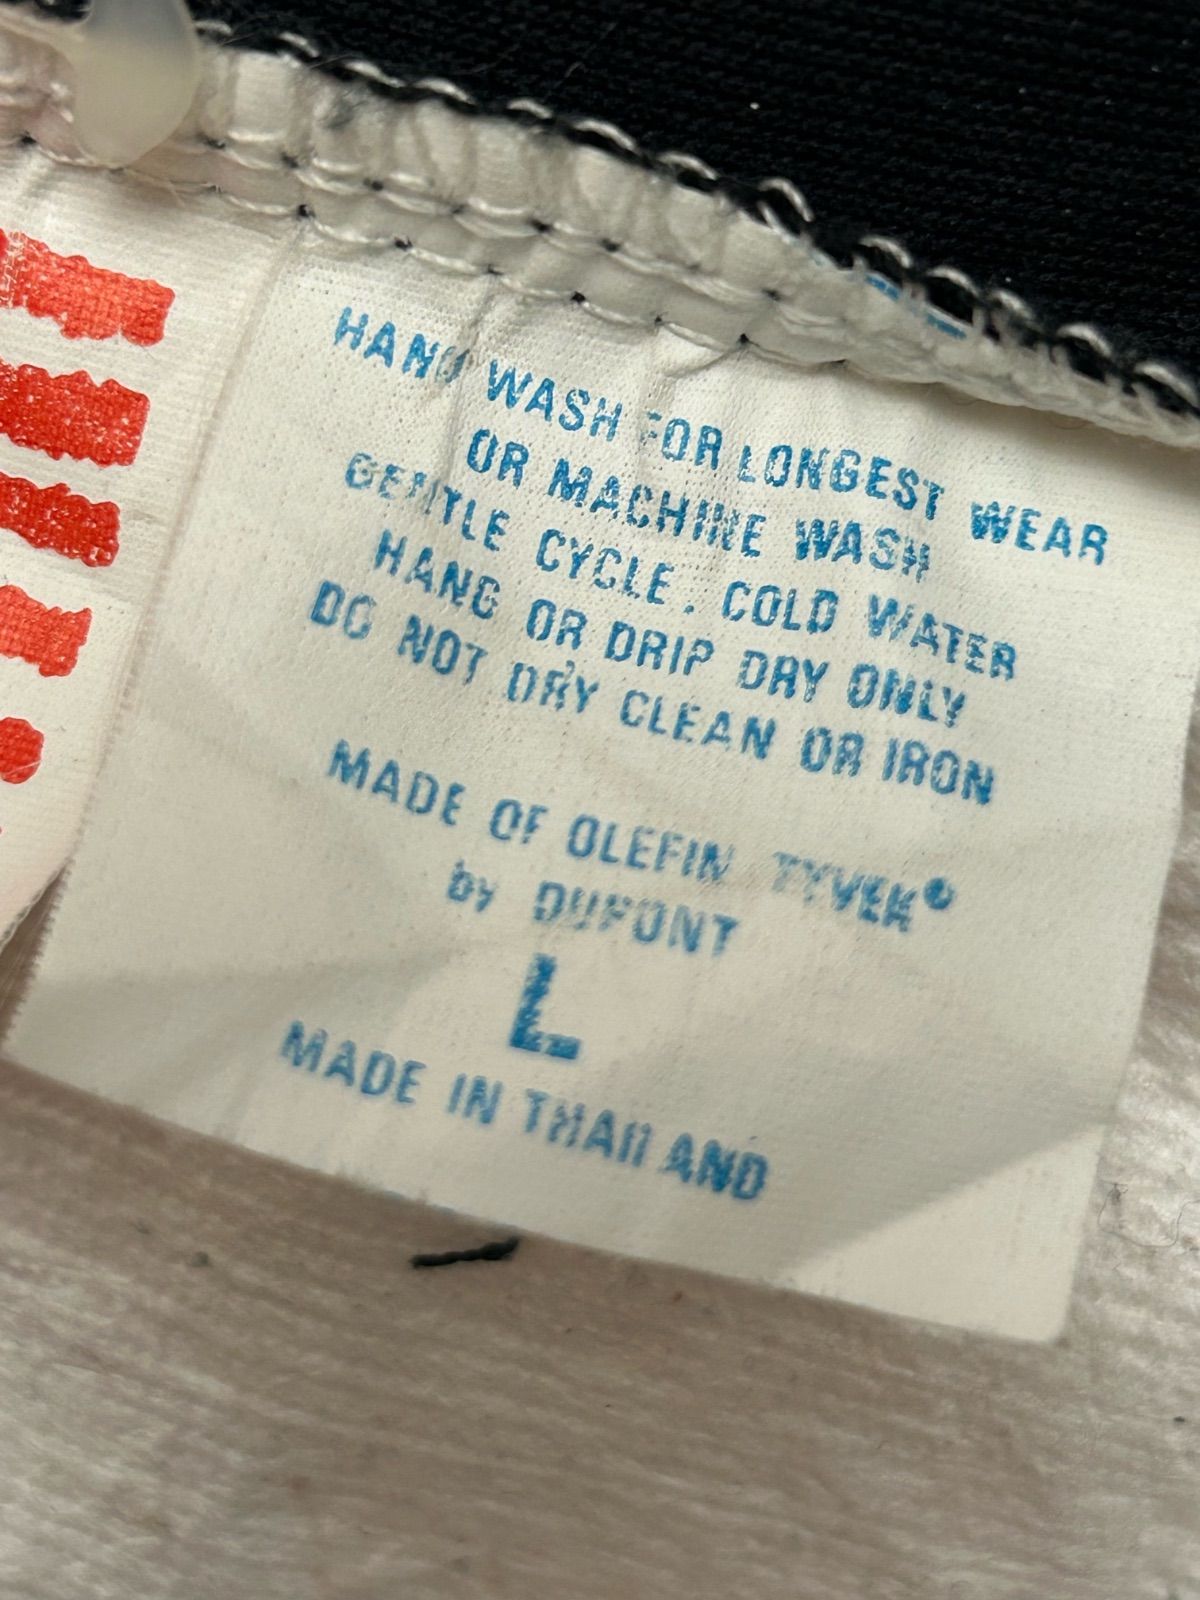 HAND WASH FOR LONGEST WEAR
OR MACHINE WASH
GENTLE CYCLE. COLD WATER
HANG OR DRIP DRY ONLY
DO NOT DRY CLEAN OR IRON
MADE OF OLEFIN TYVEK®
by DUPONT
L
MADE IN THAILAND